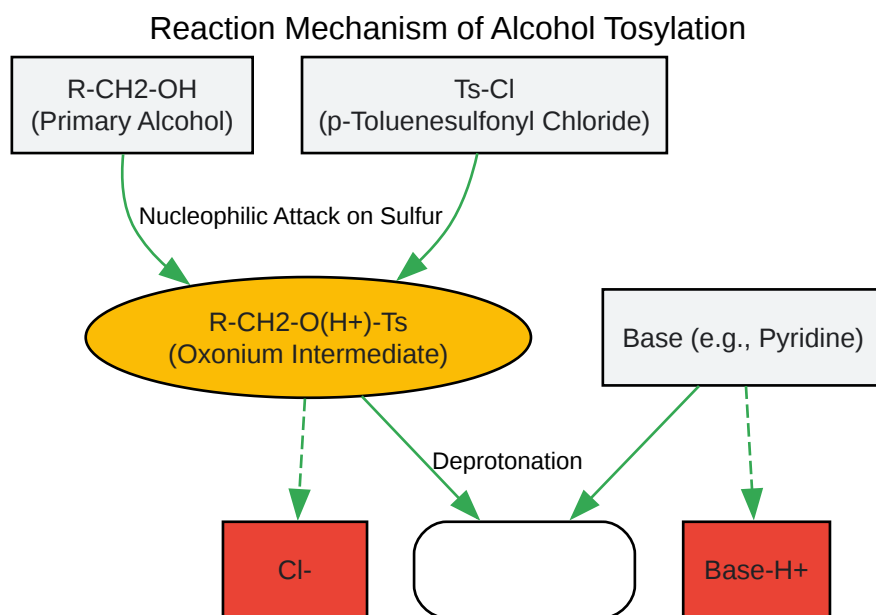 Reaction Mechanism of Alcohol Tosylation
R-CH2-OH
(Primary Alcohol)
Ts-Cl
(p-Toluenesulfonyl Chloride)
Nucleophilic Attack on Sulfur
R-CH2-O(H+)-Ts
(Oxonium Intermediate)
Base (e.g., Pyridine)
Deprotonation
Cl-
Base-H+